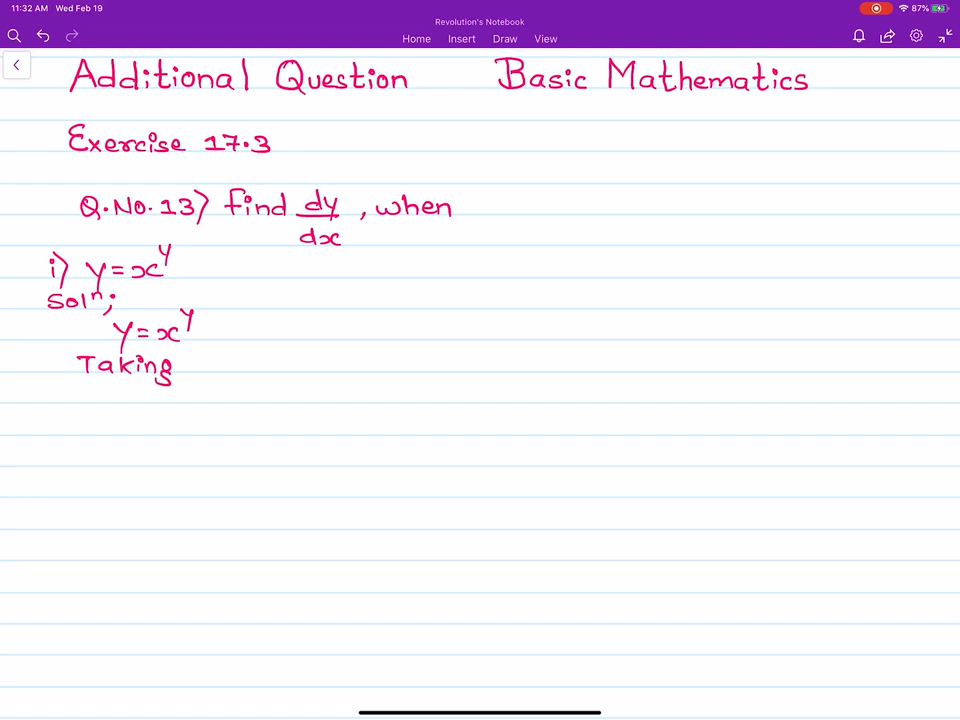 11:32 AM Wed Feb 19
87%
Revolution's Notebook
Home Insert Draw View
Additional Question Basic Mathematics
Exercise 17.3
Q.No.13) find dy/dx, when
i) y = x^y
Solⁿ;
y = x^y
Taking